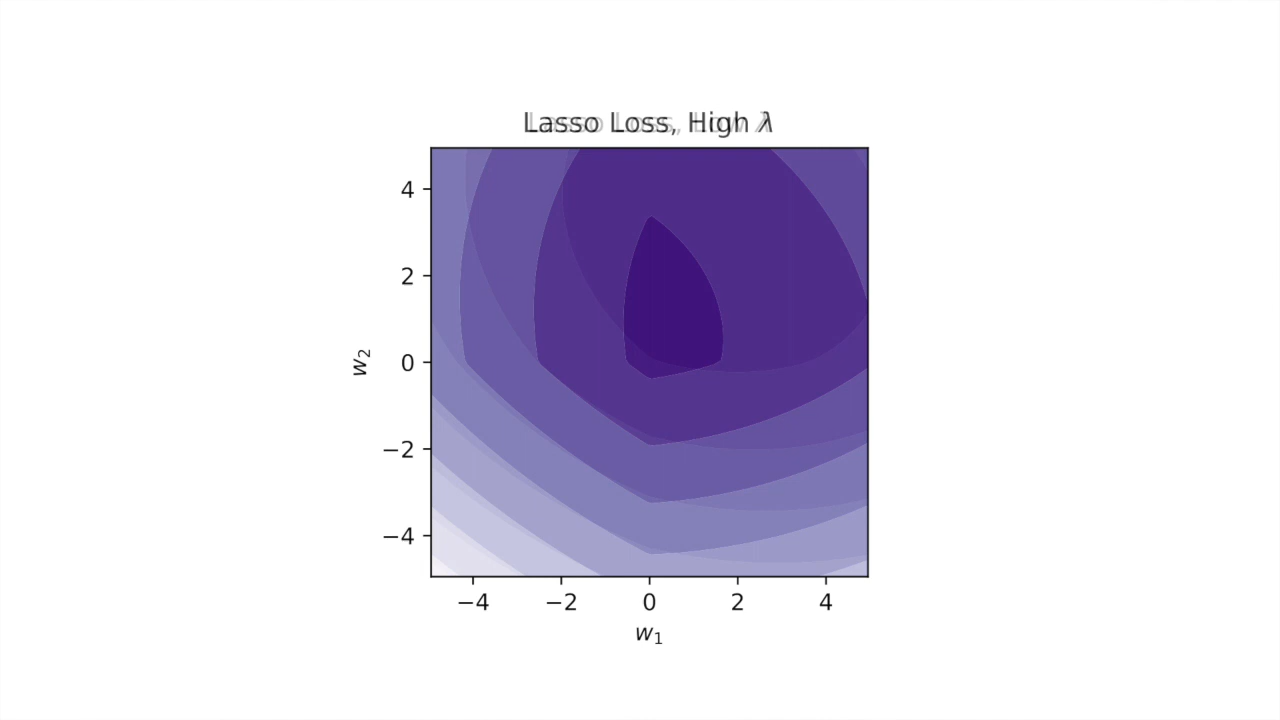 Lasso Loss, High λ
4
2
0
−2
−4
w₂
−4 −2 0 2 4
w₁